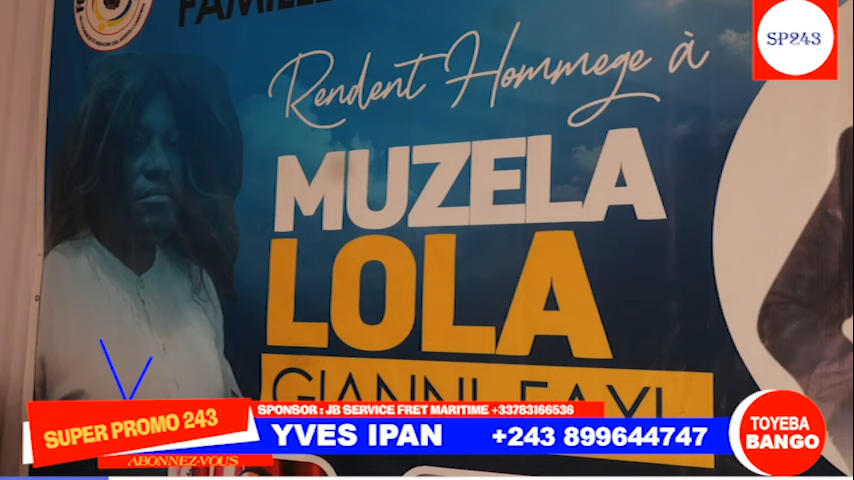 FAMILLE
SP243
Rendent Hommege à
MUZELA
LOLA
SPONSOR : JB SERVICE FRET MARITIME +33783166536
SUPER PROMO 243
YVES IPAN +243 899644747
TOYEBA
BANGO
ABONNEZ-VOUS